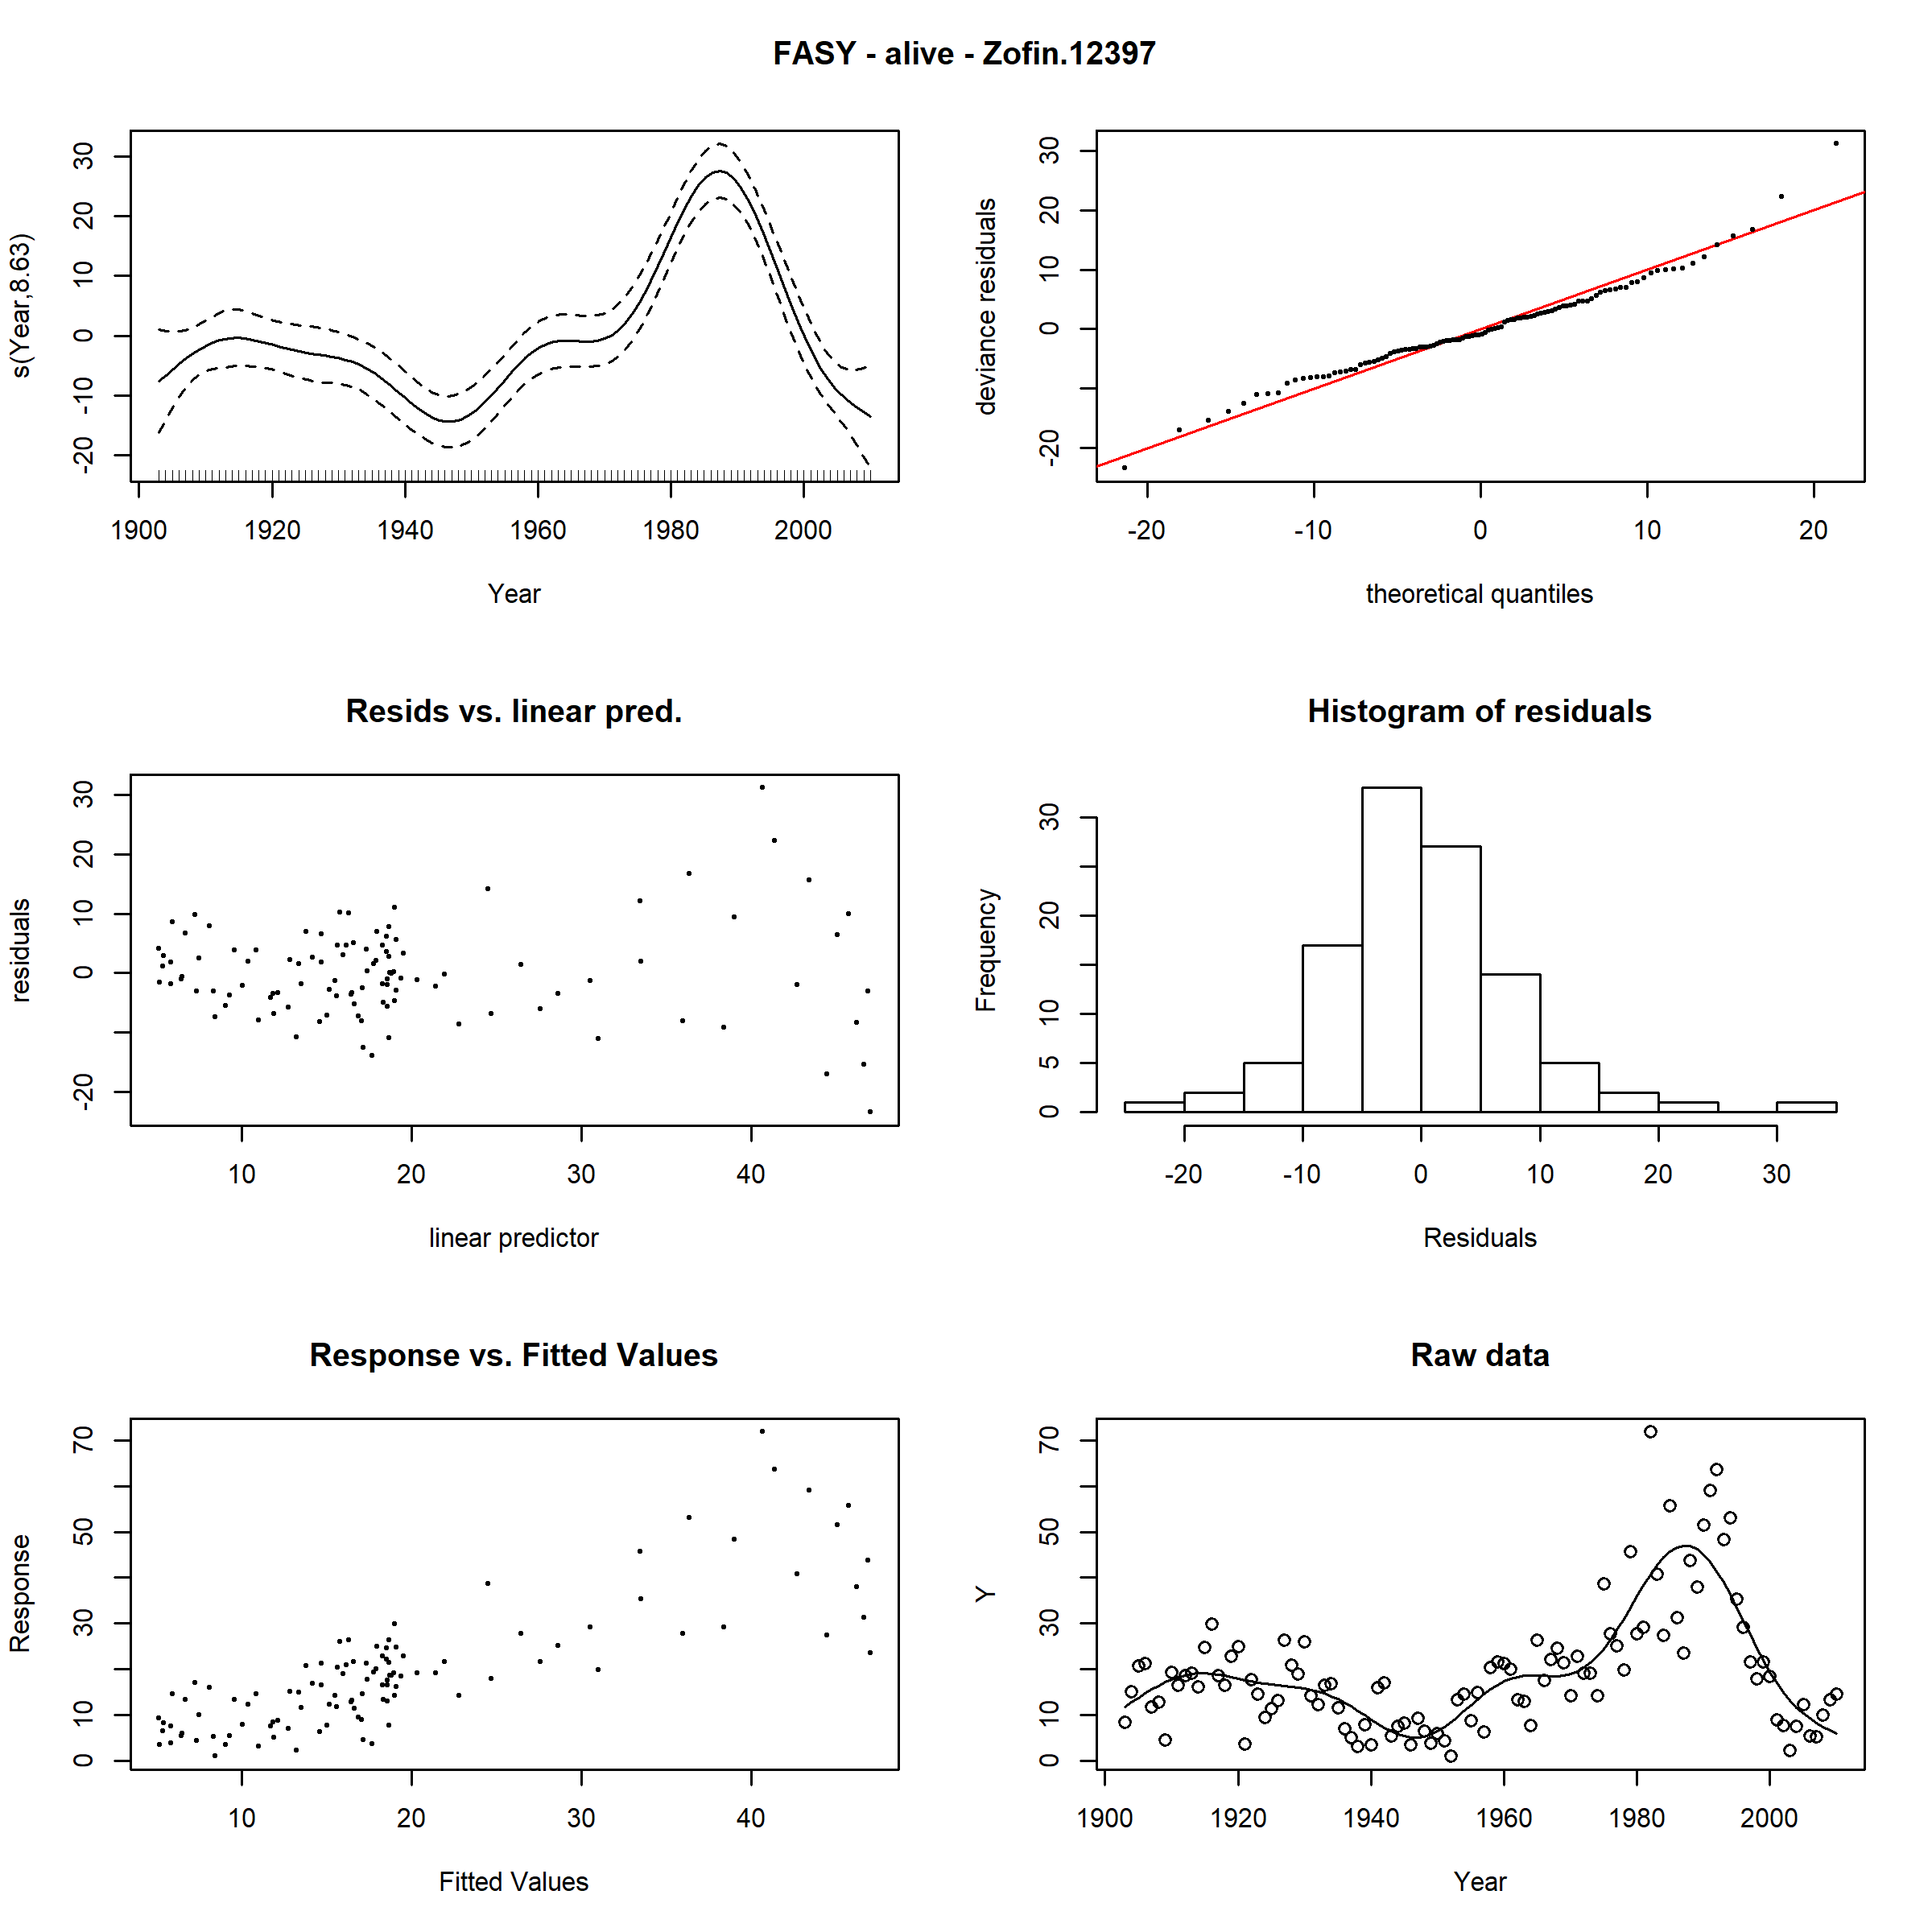 FASY - alive - Zofin.12397
s(Year,8.63)
-20 -10 0 10 20 30
1900 1920 1940 1960 1980 2000
Year
deviance residuals
-20 0 10 20 30
-20 -10 0 10 20
theoretical quantiles
Resids vs. linear pred.
residuals
-20 0 10 20 30
10 20 30 40
linear predictor
Histogram of residuals
Frequency
0 5 10 20 30
-20 -10 0 10 20 30
Residuals
Response vs. Fitted Values
Response
0 10 30 50 70
10 20 30 40
Fitted Values
Raw data
Y
0 10 30 50 70
1900 1920 1940 1960 1980 2000
Year